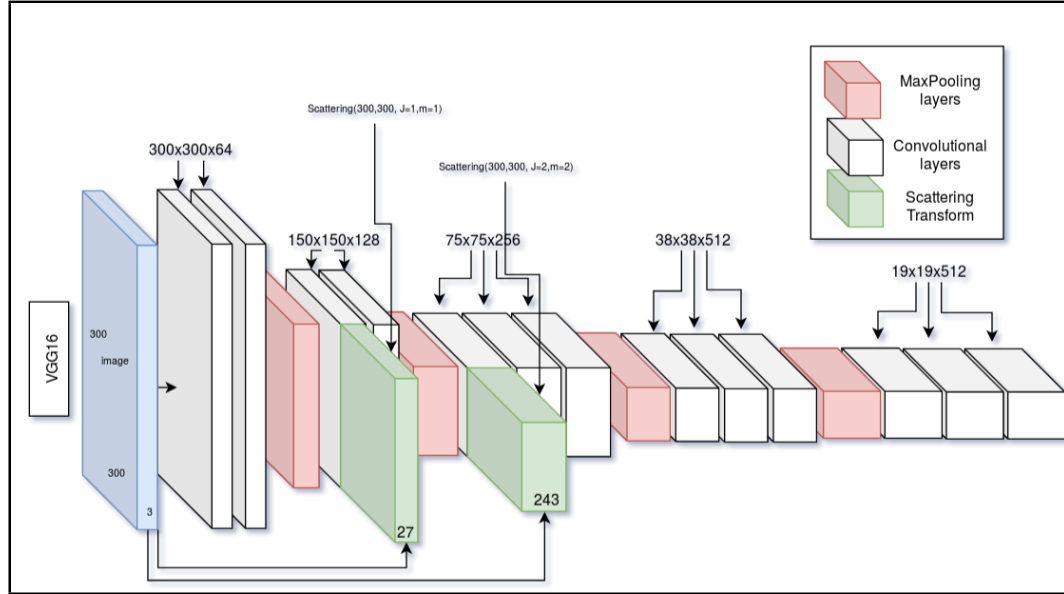 Scattering(300,300, J=1,m=1)
MaxPooling
layers
300x300x64
Convolutional
layers
Scattering(300,300, J=2,m=2)
Scattering
Transform
150x150x128
75x75x256
38x38x512
19x19x512
VGG16
300
image
300
3
27
243